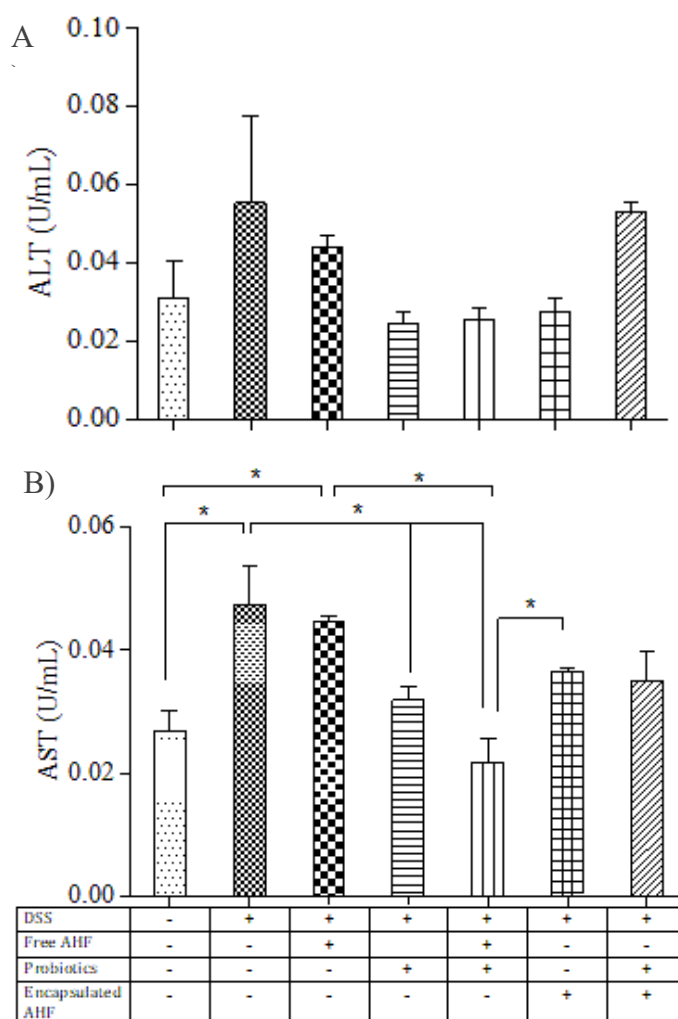 A
`
0.10
0.08
0.06
0.04
0.02
0.00
ALT (U/mL)
B)
* *
* * *
0.06
0.04
0.02
0.00
AST (U/mL)
DSS - + + + + + +
Free AHF - - + - + - -
Probiotics - - - + + - +
Encapsulated
AHF - - - - - + +